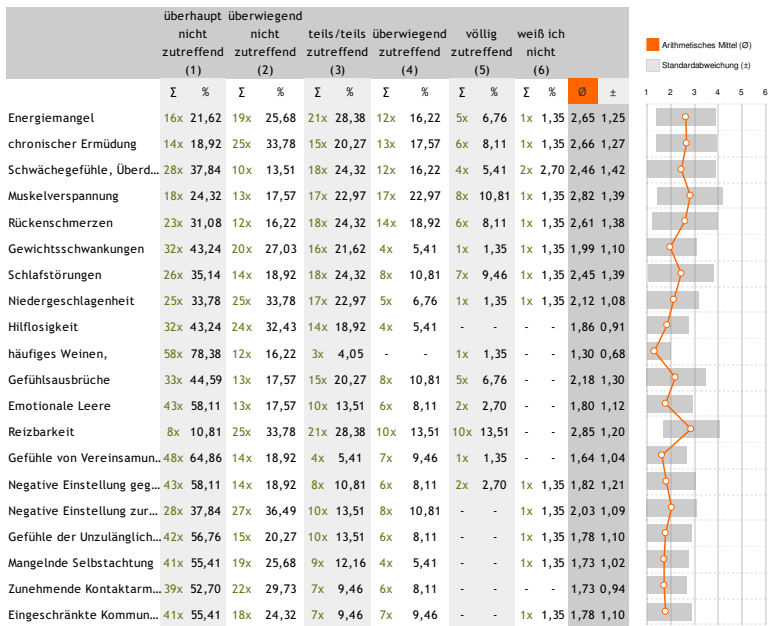 überhaupt nicht zutreffend (1) überwiegend nicht zutreffend (2) teils/teils zutreffend (3) überwiegend zutreffend (4) völlig zutreffend (5) weiß ich nicht (6)
Arithmetisches Mittel (Ø)
Standardabweichung (±)
Σ % Σ % Σ % Σ % Σ % Σ % Ø ± 1 2 3 4 5 6
Energiemangel 16x 21,62 19x 25,68 21x 28,38 12x 16,22 5x 6,76 1x 1,35 2,65 1,25
chronischer Ermüdung 14x 18,92 25x 33,78 15x 20,27 13x 17,57 6x 8,11 1x 1,35 2,66 1,27
Schwächegefühle, Überd... 28x 37,84 10x 13,51 18x 24,32 12x 16,22 4x 5,41 2x 2,70 2,46 1,42
Muskelverspannung 18x 24,32 13x 17,57 17x 22,97 17x 22,97 8x 10,81 1x 1,35 2,82 1,39
Rückenschmerzen 23x 31,08 12x 16,22 18x 24,32 14x 18,92 6x 8,11 1x 1,35 2,61 1,38
Gewichtsschwankungen 32x 43,24 20x 27,03 16x 21,62 4x 5,41 1x 1,35 1x 1,35 1,99 1,10
Schlafstörungen 26x 35,14 14x 18,92 18x 24,32 8x 10,81 7x 9,46 1x 1,35 2,45 1,39
Niedergeschlagenheit 25x 33,78 25x 33,78 17x 22,97 5x 6,76 1x 1,35 1x 1,35 2,12 1,08
Hilflosigkeit 32x 43,24 24x 32,43 14x 18,92 4x 5,41 - - - - 1,86 0,91
häufiges Weinen, 58x 78,38 12x 16,22 3x 4,05 - - 1x 1,35 - - 1,30 0,68
Gefühlsausbrüche 33x 44,59 13x 17,57 15x 20,27 8x 10,81 5x 6,76 - - 2,18 1,30
Emotionale Leere 43x 58,11 13x 17,57 10x 13,51 6x 8,11 2x 2,70 - - 1,80 1,12
Reizbarkeit 8x 10,81 25x 33,78 21x 28,38 10x 13,51 10x 13,51 - - 2,85 1,20
Gefühle von Vereinsamun... 48x 64,86 14x 18,92 4x 5,41 7x 9,46 1x 1,35 - - 1,64 1,04
Negative Einstellung geg... 43x 58,11 14x 18,92 8x 10,81 6x 8,11 2x 2,70 1x 1,35 1,82 1,21
Negative Einstellung zur... 28x 37,84 27x 36,49 10x 13,51 8x 10,81 - - 1x 1,35 2,03 1,09
Gefühle der Unzulänglich... 42x 56,76 15x 20,27 10x 13,51 6x 8,11 - - 1x 1,35 1,78 1,10
Mangelnde Selbstachtung 41x 55,41 19x 25,68 9x 12,16 4x 5,41 - - 1x 1,35 1,73 1,02
Zunehmende Kontaktarm... 39x 52,70 22x 29,73 7x 9,46 6x 8,11 - - - - 1,73 0,94
Eingeschränkte Kommun... 41x 55,41 18x 24,32 7x 9,46 7x 9,46 - - 1x 1,35 1,78 1,10